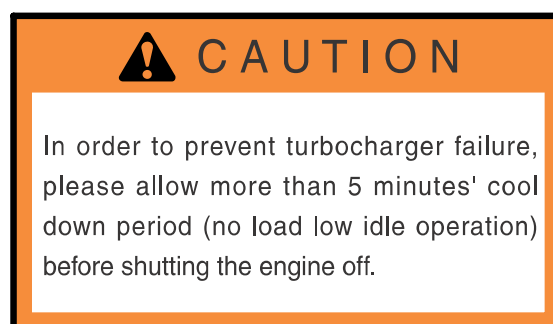 CAUTION
In order to prevent turbocharger failure,
please allow more than 5 minutes' cool
down period (no load low idle operation)
before shutting the engine off.